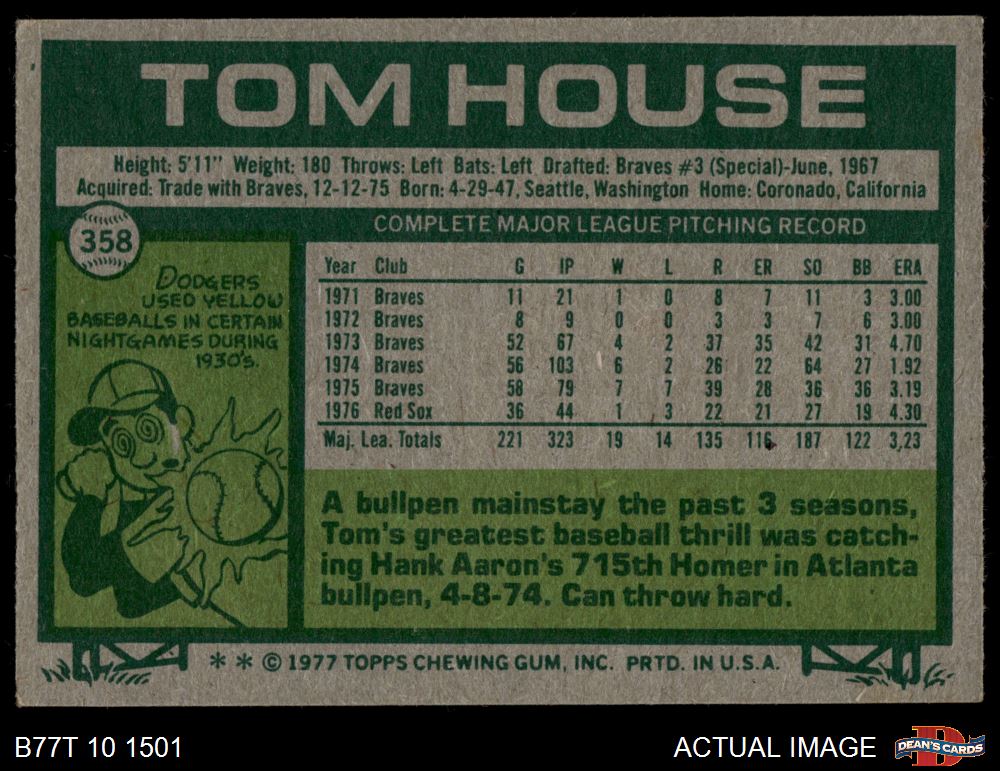 TOM HOUSE
Height: 5'11" Weight: 180 Throws: Left Bats: Left Drafted: Braves #3 (Special)-June, 1967
Acquired: Trade with Braves, 12-12-75 Born: 4-29-47, Seattle, Washington Home: Coronado, California
358
DODGERS
USED YELLOW
BASEBALLS IN CERTAIN
NIGHTGAMES DURING
1930's.
COMPLETE MAJOR LEAGUE PITCHING RECORD
Year Club G IP W L R ER SO BB ERA
1971 Braves 11 21 1 0 8 7 11 3 3.00
1972 Braves 8 9 0 0 3 3 7 6 3.00
1973 Braves 52 67 4 2 37 35 42 31 4.70
1974 Braves 56 103 6 2 26 22 64 27 1.92
1975 Braves 58 79 7 7 39 28 36 36 3.19
1976 Red Sox 36 44 1 3 22 21 27 19 4.30
Maj. Lea. Totals 221 323 19 14 135 116 187 122 3.23
A bullpen mainstay the past 3 seasons,
Tom's greatest baseball thrill was catch-
ing Hank Aaron's 715th Homer in Atlanta
bullpen, 4-8-74. Can throw hard.
** © 1977 TOPPS CHEWING GUM, INC. PRTD. IN U.S.A.
B77T 10 1501
ACTUAL IMAGE
D
DEAN'S CARDS